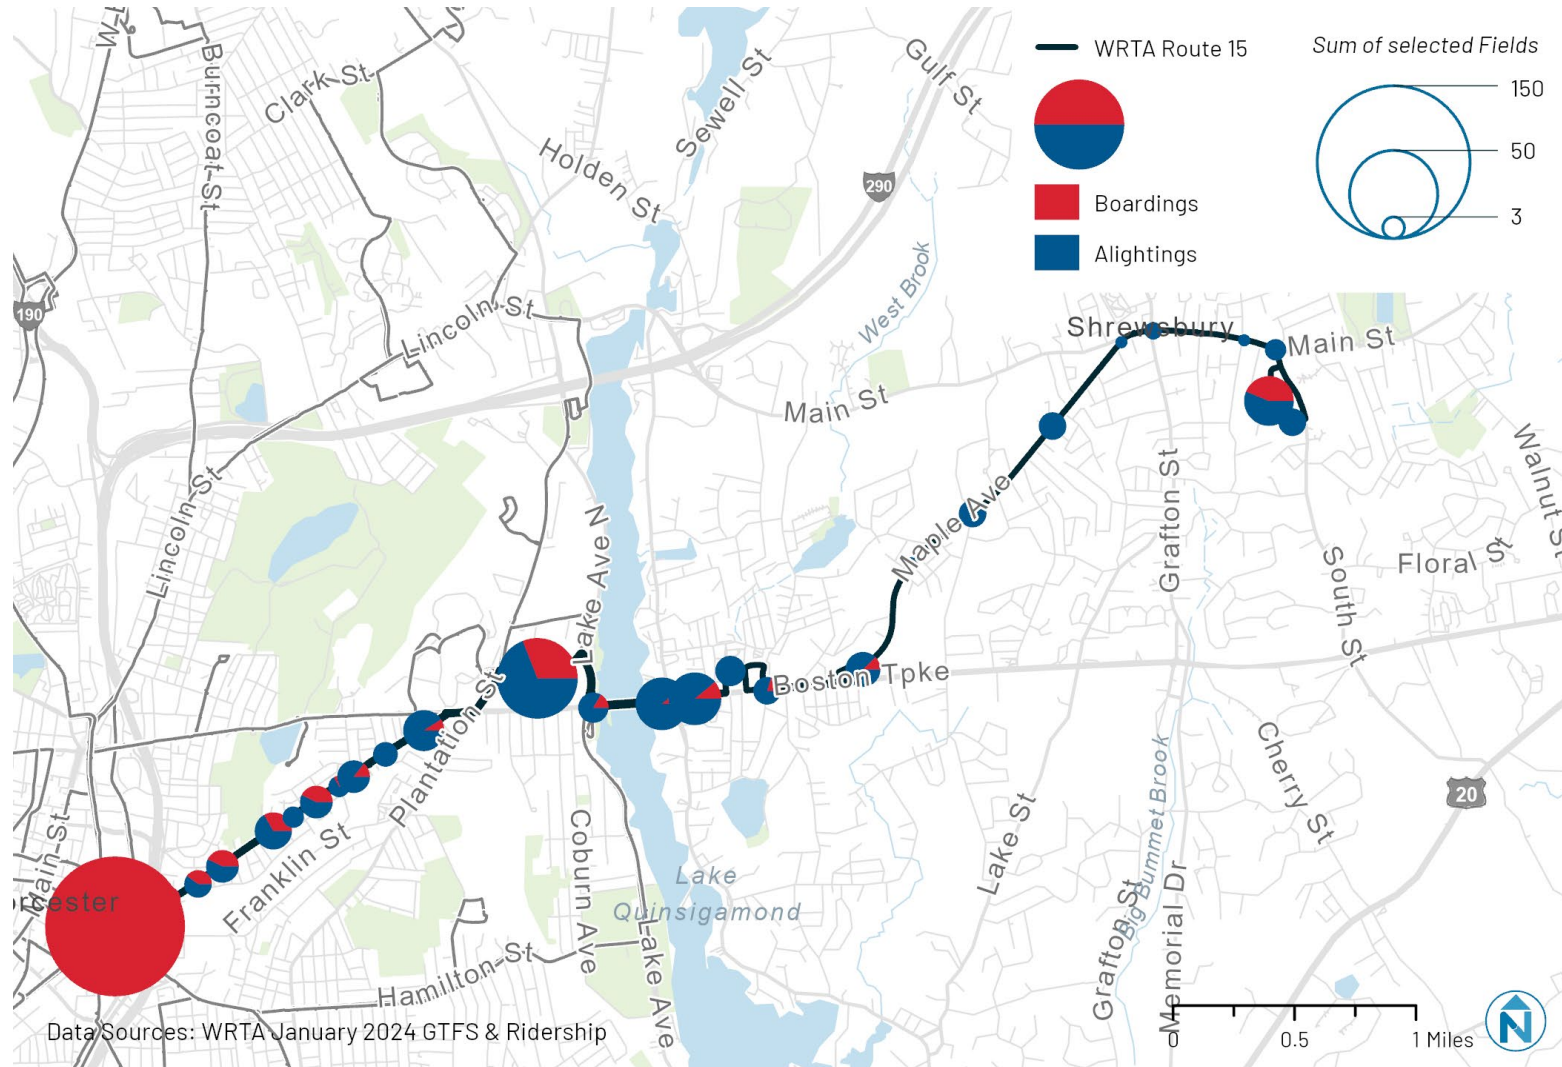 WRTA Route 15
Boardings
Alightings
Sum of selected Fields
150
50
3
Burncoat St
Clark St
Holden St
Sewell St
Gulf St
290
West Brook
190
Lincoln St
Lincoln St
Main St
Shrewsbury
Main St
Walnut St
Lake Ave N
Maple Ave
Grafton St
South St
Floral St
Boston Tpke
Plantation St
Franklin St
Main St
orcester
Coburn Ave
Lake
Quinsigamond
Lake St
Cherry St
20
Big Bummet Brook
Grafton St
Memorial Dr
Hamilton St
Lake Ave
Data Sources: WRTA January 2024 GTFS & Ridership
0
0.5
1 Miles
N